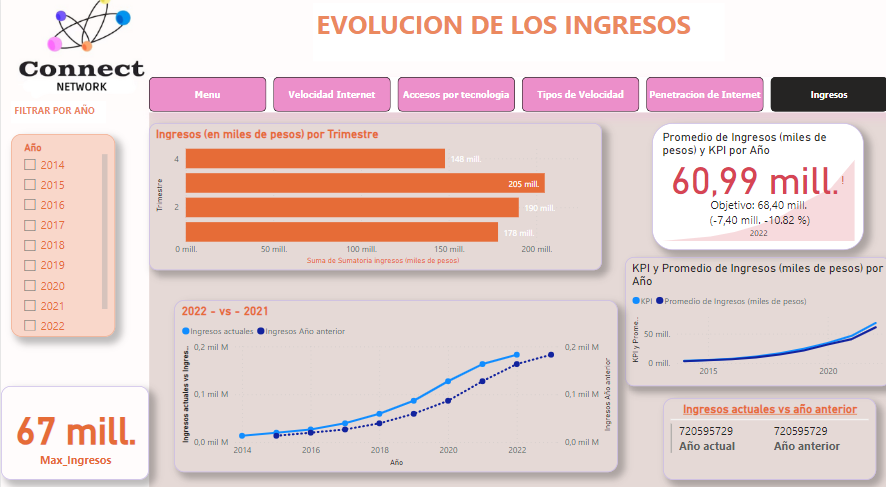 EVOLUCION DE LOS INGRESOS
Connect
NETWORK
Menu
Velocidad Internet
Accesos por tecnologia
Tipos de Velocidad
Penetracion de Internet
Ingresos
FILTRAR POR AÑO
Año
2014
2015
2016
2017
2018
2019
2020
2021
2022
67 mill.
Max_Ingresos
Ingresos (en miles de pesos) por Trimestre
Trimestre
4
2
148 mill.
205 mill.
190 mill.
178 mill.
0 mill.
50 mill.
100 mill.
150 mill.
200 mill.
Suma de Sumatoria ingresos (miles de pesos)
Promedio de Ingresos (miles de
pesos) y KPI por Año
60,99 mill.!
Objetivo: 68,40 mill.
(-7,40 mill. -10.82 %)
2022
KPI y Promedio de Ingresos (miles de pesos) por
Año
KPI
Promedio de Ingresos (miles de pesos)
KPI y Prome...
50 mill.
0 mill.
2015
2020
2022 - vs - 2021
Ingresos actuales
Ingresos Año anterior
Ingresos actuales vs Ingres...
0,2 mil M
0,1 mil M
0,0 mil M
2014
2016
2018
2020
2022
Año
0,2 mil M
0,1 mil M
0,0 mil M
Ingresos Año anterior
Ingresos actuales vs año anterior
720595729
Año actual
720595729
Año anterior